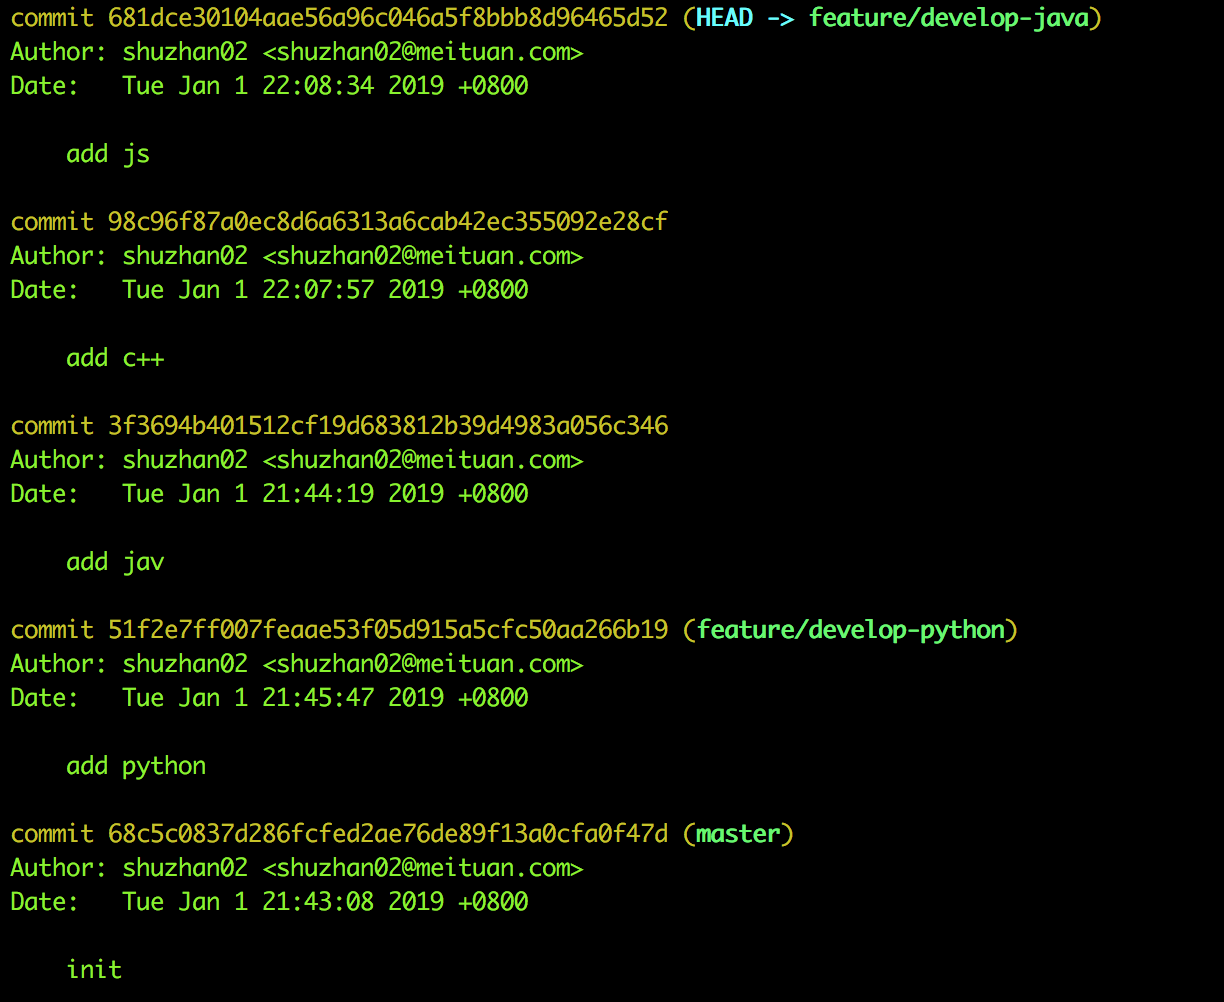 commit 681dce30104aae56a96c046a5f8bbb8d96465d52 (HEAD -> feature/develop-java)
Author: shuzhan02 <shuzhan02@meituan.com>
Date:   Tue Jan 1 22:08:34 2019 +0800
add js
commit 98c96f87a0ec8d6a6313a6cab42ec355092e28cf
Author: shuzhan02 <shuzhan02@meituan.com>
Date:   Tue Jan 1 22:07:57 2019 +0800
add c++
commit 3f3694b401512cf19d683812b39d4983a056c346
Author: shuzhan02 <shuzhan02@meituan.com>
Date:   Tue Jan 1 21:44:19 2019 +0800
add jav
commit 51f2e7ff007feaae53f05d915a5cfc50aa266b19 (feature/develop-python)
Author: shuzhan02 <shuzhan02@meituan.com>
Date:   Tue Jan 1 21:45:47 2019 +0800
add python
commit 68c5c0837d286fcfed2ae76de89f13a0cfa0f47d (master)
Author: shuzhan02 <shuzhan02@meituan.com>
Date:   Tue Jan 1 21:43:08 2019 +0800
init